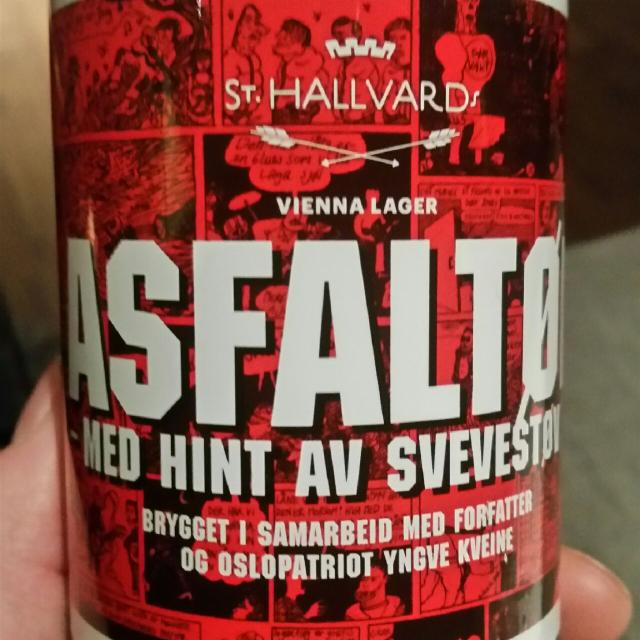 ST. HALLVARDS
VIENNA LAGER
ASFALTØ
- MED HINT AV SVEVESTØV
BRYGGET I SAMARBEID MED FORFATTER
OG OSLOPATRIOT YNGVE KVEINE